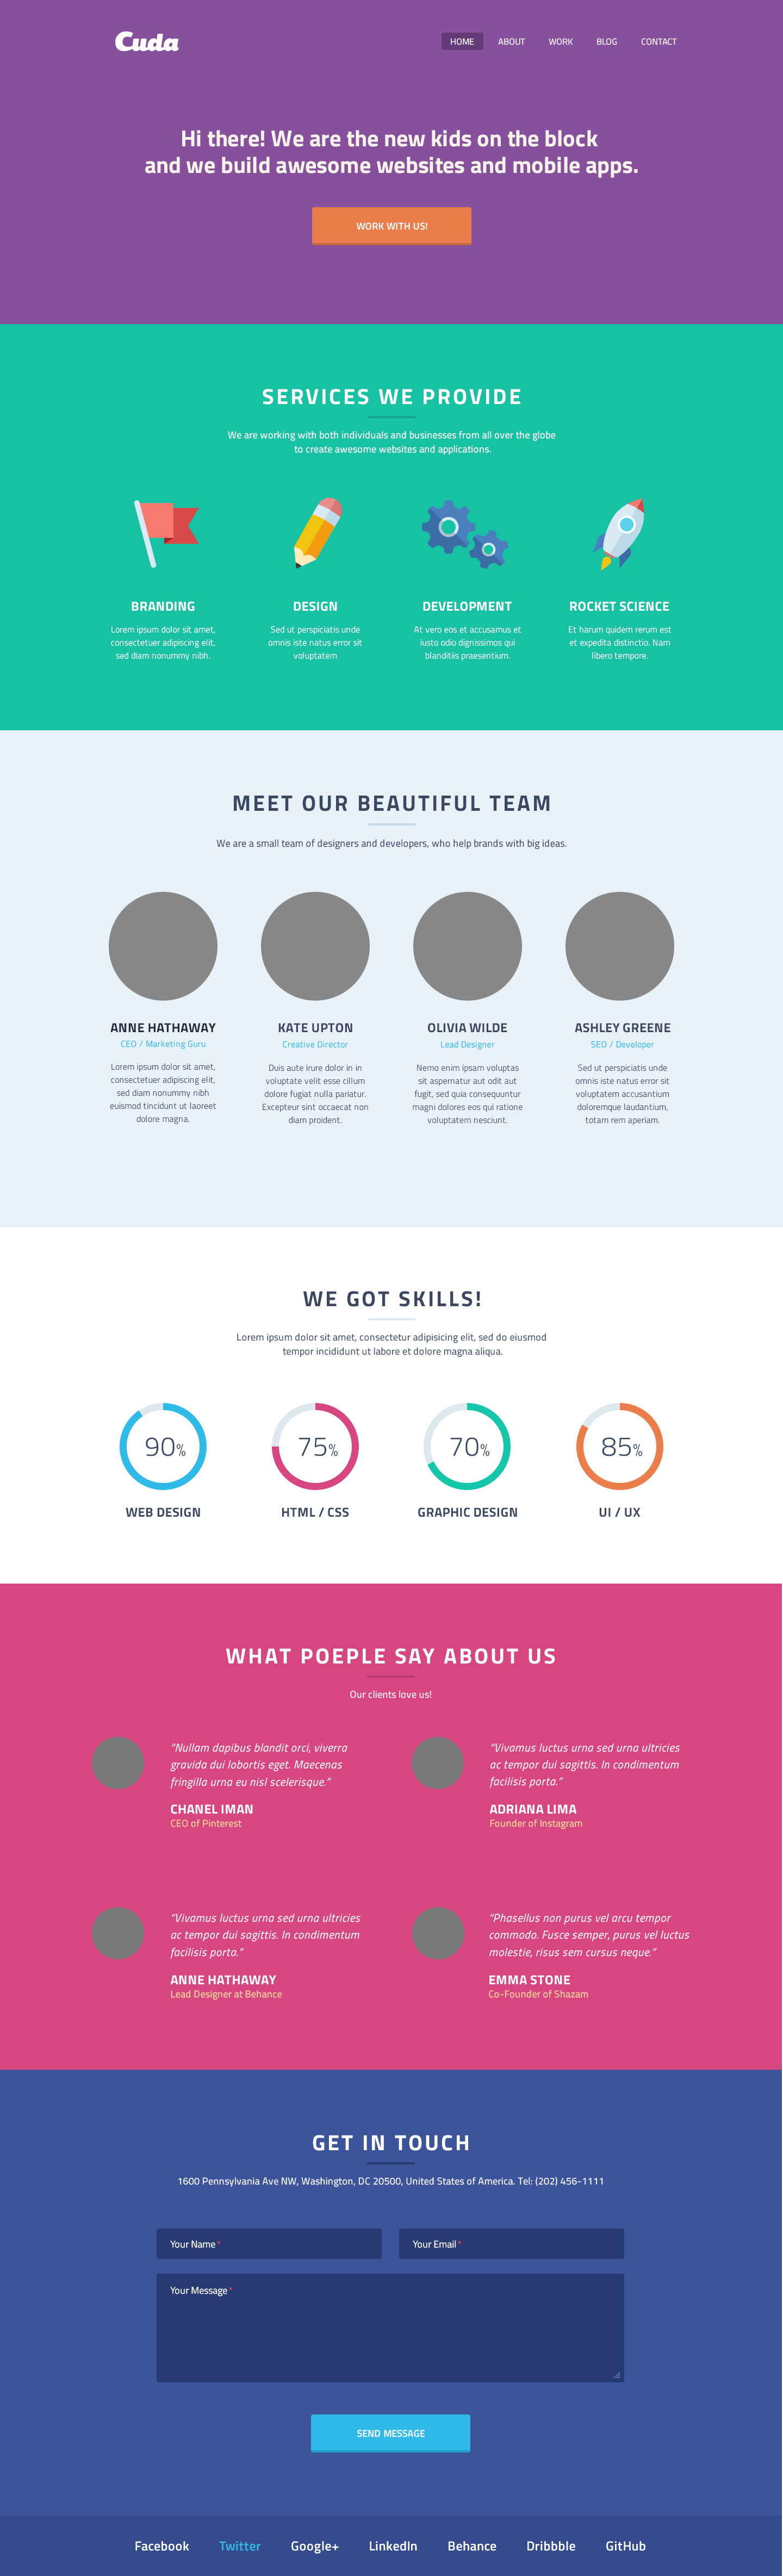 Cuda
HOME ABOUT WORK BLOG CONTACT
Hi there! We are the new kids on the block
and we build awesome websites and mobile apps.
WORK WITH US!
SERVICES WE PROVIDE
We are working with both individuals and businesses from all over the globe
to create awesome websites and applications.
BRANDING
Lorem ipsum dolor sit amet,
consectetuer adipiscing elit,
sed diam nonummy nibh.
DESIGN
Sed ut perspiciatis unde
omnis iste natus error sit
voluptatem
DEVELOPMENT
At vero eos et accusamus et
iusto odio dignissimos qui
blanditiis praesentium.
ROCKET SCIENCE
Et harum quidem rerum est
et expedita distinctio. Nam
libero tempore.
MEET OUR BEAUTIFUL TEAM
We are a small team of designers and developers, who help brands with big ideas.
ANNE HATHAWAY
CEO / Marketing Guru
Lorem ipsum dolor sit amet,
consectetuer adipiscing elit,
sed diam nonummy nibh
euismod tincidunt ut laoreet
dolore magna.
KATE UPTON
Creative Director
Duis aute irure dolor in in
voluptate velit esse cillum
dolore fugiat nulla pariatur.
Excepteur sint occaecat non
diam proident.
OLIVIA WILDE
Lead Designer
Nemo enim ipsam voluptas
sit aspernatur aut odit aut
fugit, sed quia consequuntur
magni dolores eos qui ratione
voluptatem nesciunt.
ASHLEY GREENE
SEO / Developer
Sed ut perspiciatis unde
omnis iste natus error sit
voluptatem accusantium
doloremque laudantium,
totam rem aperiam.
WE GOT SKILLS!
Lorem ipsum dolor sit amet, consectetur adipisicing elit, sed do eiusmod
tempor incididunt ut labore et dolore magna aliqua.
90%
WEB DESIGN
75%
HTML / CSS
70%
GRAPHIC DESIGN
85%
UI / UX
WHAT POEPLE SAY ABOUT US
Our clients love us!
“Nullam dapibus blandit orci, viverra
gravida dui lobortis eget. Maecenas
fringilla urna eu nisl scelerisque.”
CHANEL IMAN
CEO of Pinterest
“Vivamus luctus urna sed urna ultricies
ac tempor dui sagittis. In condimentum
facilisis porta.”
ADRIANA LIMA
Founder of Instagram
“Vivamus luctus urna sed urna ultricies
ac tempor dui sagittis. In condimentum
facilisis porta.”
ANNE HATHAWAY
Lead Designer at Behance
“Phasellus non purus vel arcu tempor
commodo. Fusce semper, purus vel luctus
molestie, risus sem cursus neque.”
EMMA STONE
Co-Founder of Shazam
GET IN TOUCH
1600 Pennsylvania Ave NW, Washington, DC 20500, United States of America. Tel: (202) 456-1111
Your Name *
Your Email *
Your Message *
SEND MESSAGE
Facebook Twitter Google+ LinkedIn Behance Dribbble GitHub